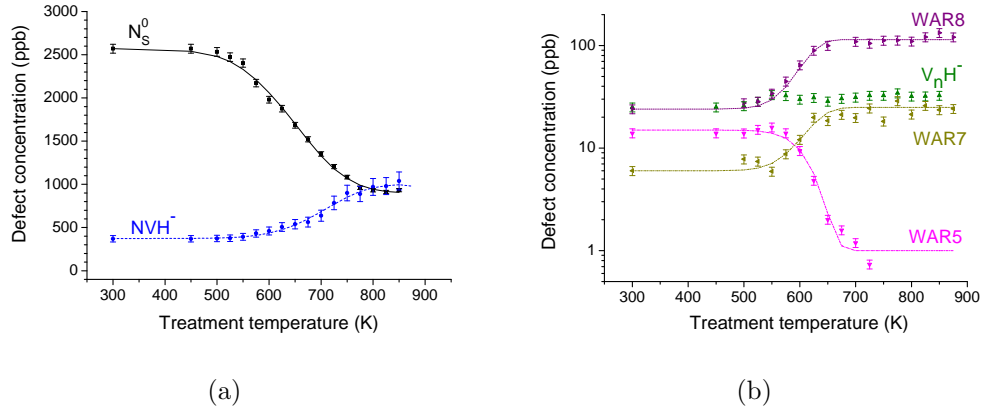 N_S^0
NVH^-
Defect concentration (ppb)
3000
2500
2000
1500
1000
500
0
300 400 500 600 700 800 900
Treatment temperature (K)
(a)
WAR8
V_nH^-
WAR7
WAR5
Defect concentration (ppb)
100
10
1
300 400 500 600 700 800 900
Treatment temperature (K)
(b)